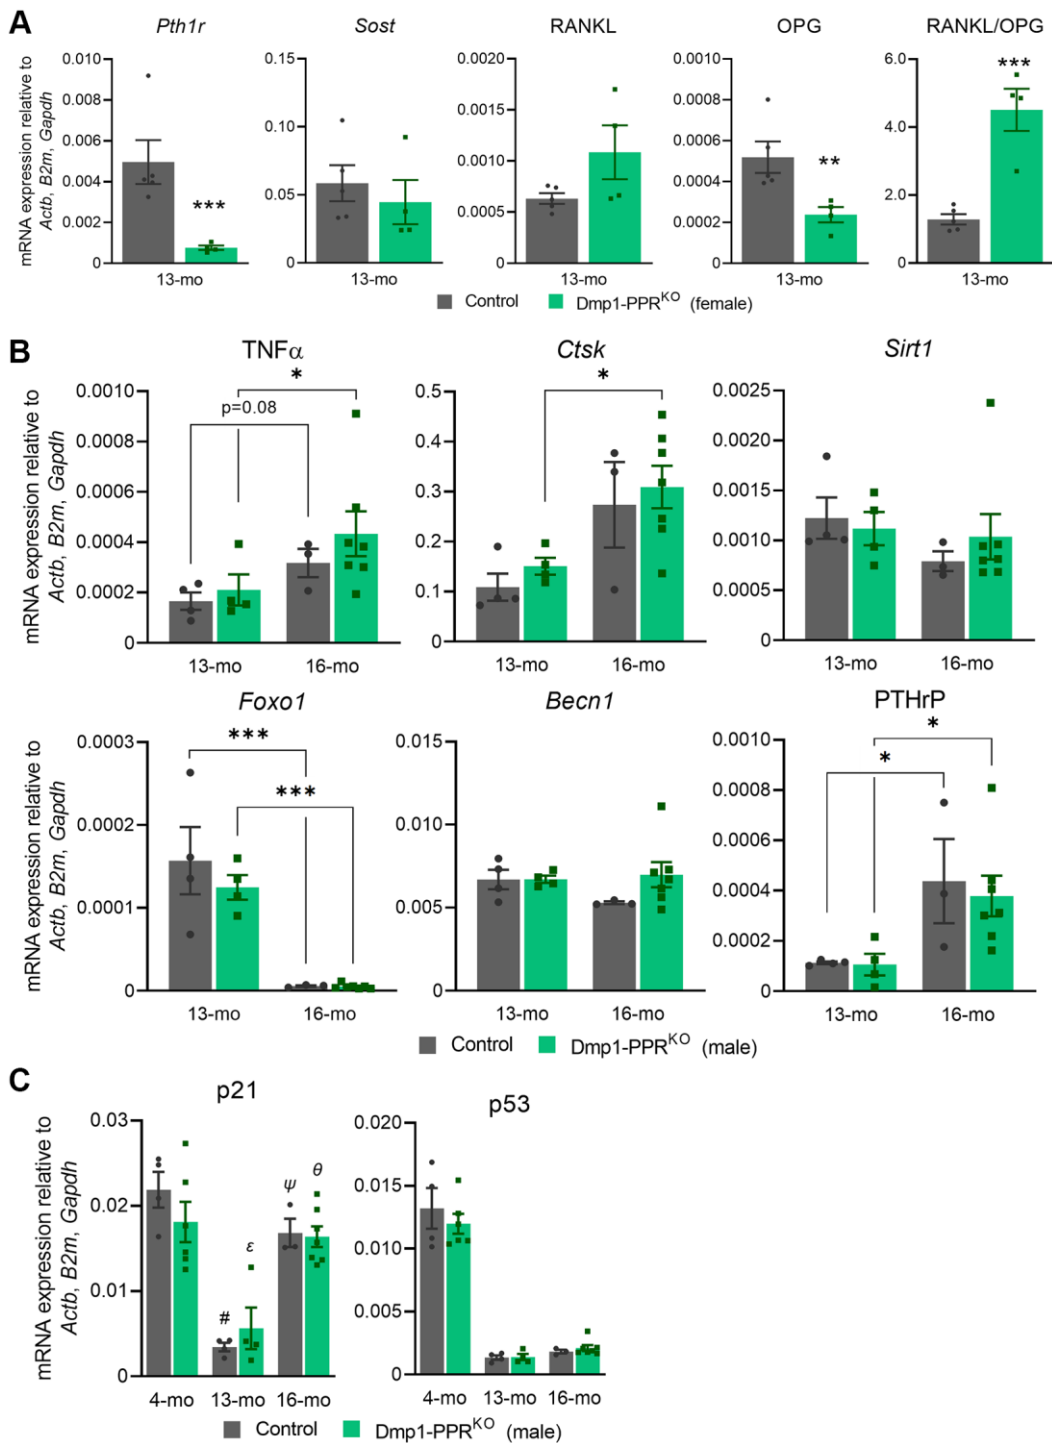 A
Pth1r
Sost
RANKL
OPG
RANKL/OPG
mRNA expression relative to
Actb, B2m, Gapdh
0.010
0.008
0.006
0.004
0.002
0
***
13-mo
0.15
0.10
0.05
0
13-mo
0.0020
0.0015
0.0010
0.0005
0
13-mo
0.0010
0.0008
0.0006
0.0004
0.0002
0
**
13-mo
6.0
4.0
2.0
0
***
13-mo
Control
Dmp1-PPRKO (female)
B
TNFα
Ctsk
Sirt1
mRNA expression relative to
Actb, B2m, Gapdh
0.0010
0.0008
0.0006
0.0004
0.0002
0
*
p=0.08
13-mo
16-mo
0.5
0.4
0.3
0.2
0.1
0
*
13-mo
16-mo
0.0025
0.0020
0.0015
0.0010
0.0005
0
13-mo
16-mo
Foxo1
Becn1
PTHrP
mRNA expression relative to
Actb, B2m, Gapdh
0.0003
0.0002
0.0001
0
***
***
13-mo
16-mo
0.015
0.010
0.005
0
13-mo
16-mo
0.0010
0.0008
0.0006
0.0004
0.0002
0
*
*
13-mo
16-mo
Control
Dmp1-PPRKO (male)
C
p21
p53
mRNA expression relative to
Actb, B2m, Gapdh
0.03
0.02
0.01
0
#
ε
ψ
θ
4-mo
13-mo
16-mo
0.020
0.015
0.010
0.005
0
4-mo
13-mo
16-mo
Control
Dmp1-PPRKO (male)